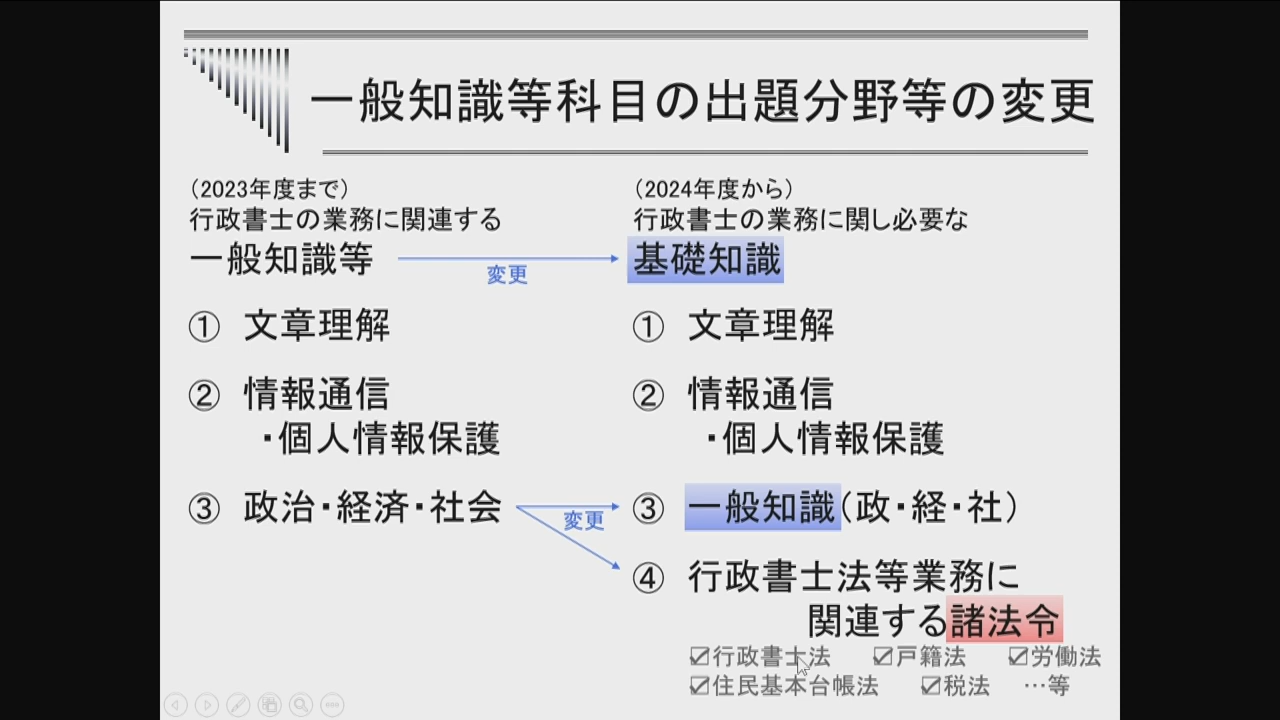 一般知識等科目の出題分野等の変更
（2023年度まで）
行政書士の業務に関連する
一般知識等
変更
① 文章理解
② 情報通信
・個人情報保護
③ 政治・経済・社会
変更
（2024年度から）
行政書士の業務に関し必要な
基礎知識
① 文章理解
② 情報通信
・個人情報保護
③ 一般知識（政・経・社）
④ 行政書士法等業務に
関連する諸法令
☑行政書士法 ☑戸籍法 ☑労働法
☑住民基本台帳法 ☑税法 …等